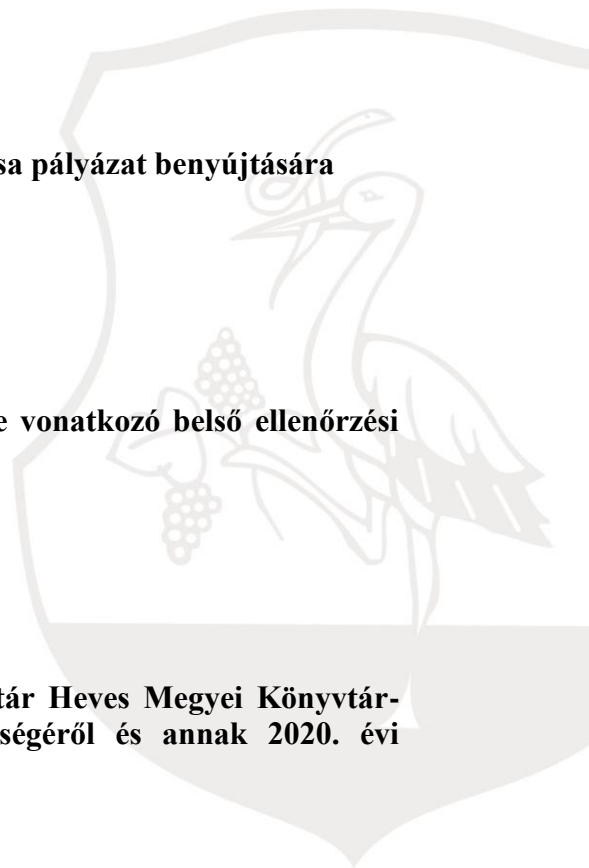 sa pályázat benyújtására
e vonatkozó belső ellenőrzési
tár Heves Megyei Könyvtár-
ségéről és annak 2020. évi